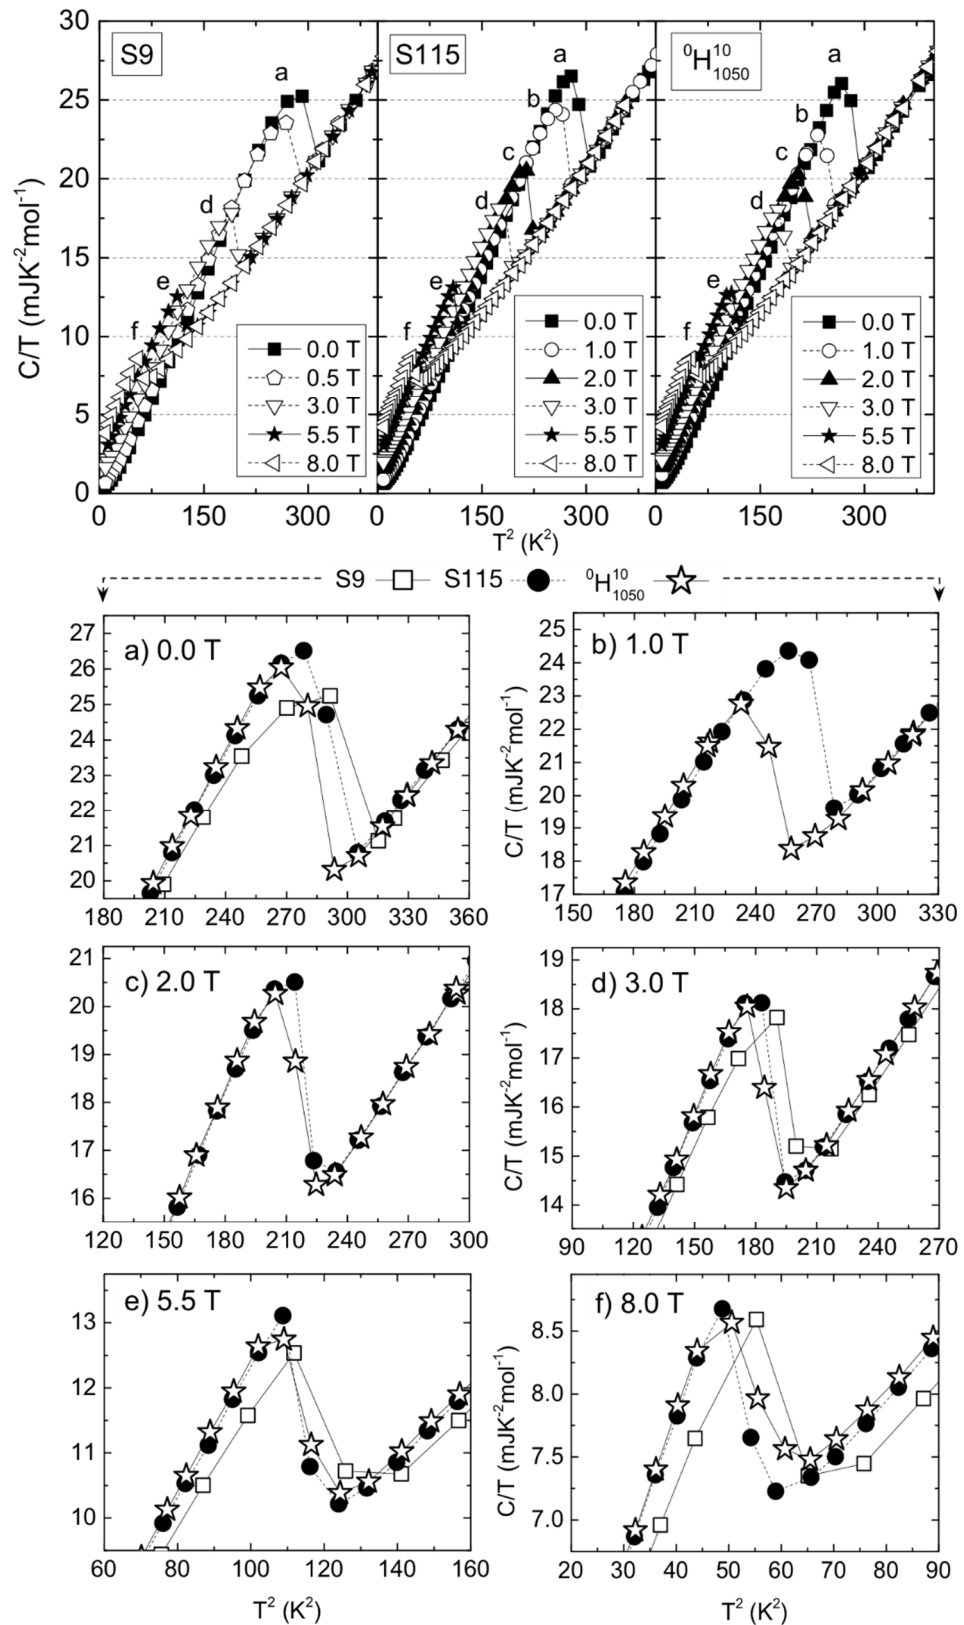 C/T (mJK⁻²mol⁻¹)
30
25
20
15
10
5
0
S9
a
d
e
f
0.0 T
0.5 T
3.0 T
5.5 T
8.0 T
0 150 300
S115
a
b
c
d
e
f
0.0 T
1.0 T
2.0 T
3.0 T
5.5 T
8.0 T
0 150 300
⁰H¹⁰₁₀₅₀
a
b
c
d
e
f
0.0 T
1.0 T
2.0 T
3.0 T
5.5 T
8.0 T
0 150 300
T² (K²)
S9 S115 ⁰H¹⁰₁₀₅₀
a) 0.0 T
27
26
25
24
23
22
21
20
180 210 240 270 300 330 360
b) 1.0 T
C/T (mJK⁻²mol⁻¹)
25
24
23
22
21
20
19
18
17
150 180 210 240 270 300 330
c) 2.0 T
21
20
19
18
17
16
120 150 180 210 240 270 300
d) 3.0 T
C/T (mJK⁻²mol⁻¹)
19
18
17
16
15
14
90 120 150 180 210 240 270
e) 5.5 T
13
12
11
10
60 80 100 120 140 160
T² (K²)
f) 8.0 T
C/T (mJK⁻²mol⁻¹)
8.5
8.0
7.5
7.0
20 30 40 50 60 70 80 90
T² (K²)